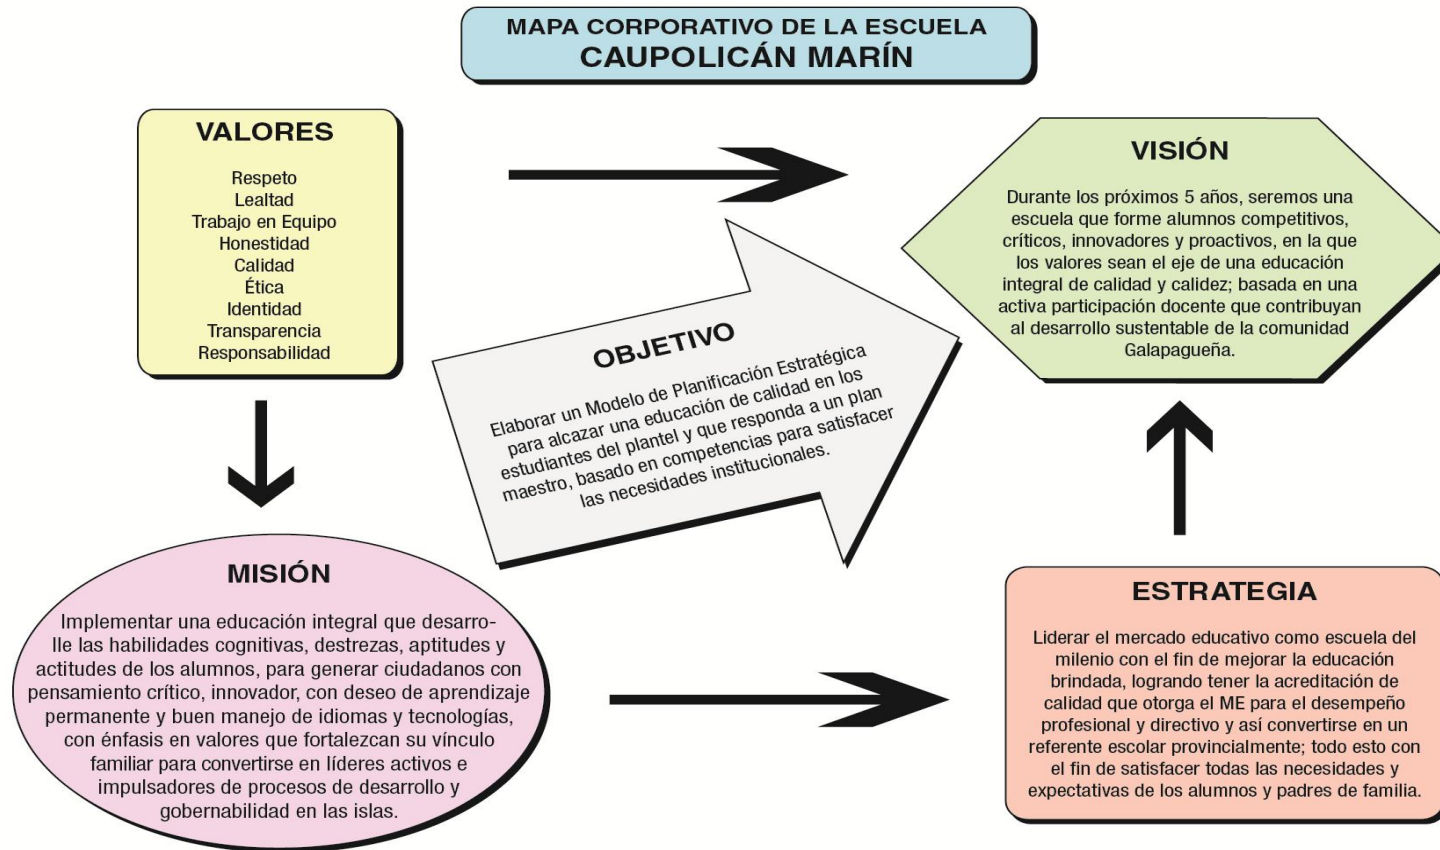 MAPA CORPORATIVO DE LA ESCUELA
CAUPOLICÁN MARÍN
VALORES
Respeto
Lealtad
Trabajo en Equipo
Honestidad
Calidad
Ética
Identidad
Transparencia
Responsabilidad
VISIÓN
Durante los próximos 5 años, seremos una
escuela que forme alumnos competitivos,
críticos, innovadores y proactivos, en la que
los valores sean el eje de una educación
integral de calidad y calidez; basada en una
activa participación docente que contribuyan
al desarrollo sustentable de la comunidad
Galapagueña.
OBJETIVO
Elaborar un Modelo de Planificación Estratégica
para alcazar una educación de calidad en los
estudiantes del plantel y que responda a un plan
maestro, basado en competencias para satisfacer
las necesidades institucionales.
MISIÓN
Implementar una educación integral que desarro-
lle las habilidades cognitivas, destrezas, aptitudes y
actitudes de los alumnos, para generar ciudadanos con
pensamiento crítico, innovador, con deseo de aprendizaje
permanente y buen manejo de idiomas y tecnologías,
con énfasis en valores que fortalezcan su vínculo
familiar para convertirse en líderes activos e
impulsadores de procesos de desarrollo y
gobernabilidad en las islas.
ESTRATEGIA
Liderar el mercado educativo como escuela del
milenio con el fin de mejorar la educación
brindada, logrando tener la acreditación de
calidad que otorga el ME para el desempeño
profesional y directivo y así convertirse en un
referente escolar provincialmente; todo esto con
el fin de satisfacer todas las necesidades y
expectativas de los alumnos y padres de familia.